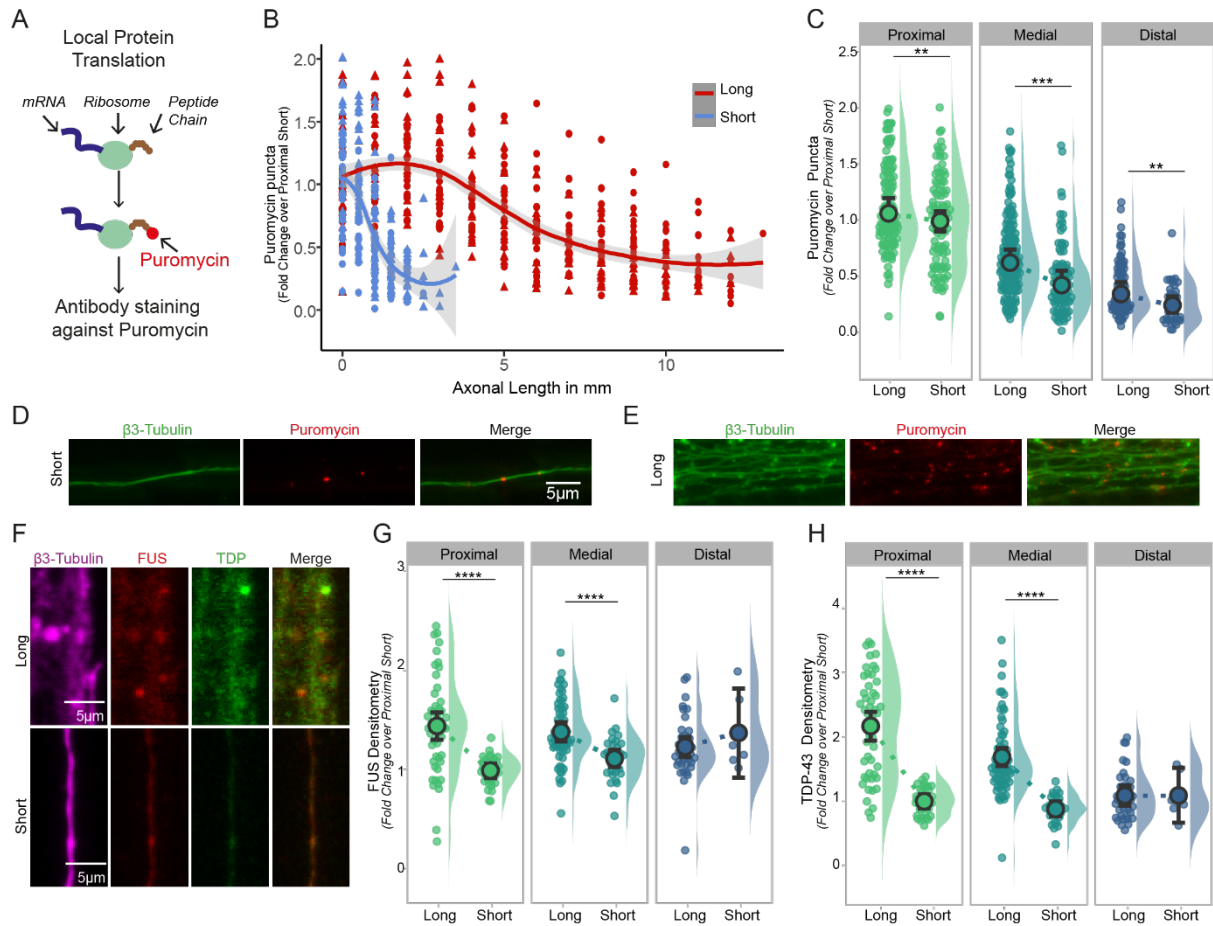 A
Local Protein
Translation
mRNA
Ribosome
Peptide
Chain
Puromycin
Antibody staining
against Puromycin
B
Puromycin puncta
(Fold Change over Proximal Short)
2.0
1.5
1.0
0.5
0.0
0
5
10
Axonal Length in mm
Long
Short
C
Proximal
Medial
Distal
Puromycin Puncta
(Fold Change over Proximal Short)
2.5
2.0
1.5
1.0
0.5
0.0
**
***
**
Long
Short
Long
Short
Long
Short
D
β3-Tubulin
Puromycin
Merge
Short
5μm
E
β3-Tubulin
Puromycin
Merge
Long
F
β3-Tubulin
FUS
TDP
Merge
Long
5μm
Short
5μm
G
Proximal
Medial
Distal
FUS Densitometry
(Fold Change over Proximal Short)
3
2
1
0
****
****
Long
Short
Long
Short
Long
Short
H
Proximal
Medial
Distal
TDP-43 Densitometry
(Fold Change over Proximal Short)
4
3
2
1
0
****
****
Long
Short
Long
Short
Long
Short